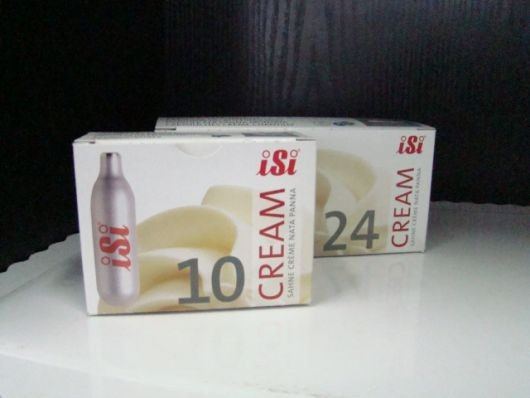 iSi
iSi
10
CREAM
SAHNE CRÈME NATA PANNA
iSi
24
CREAM
SAHNE CRÈME NATA PANNA